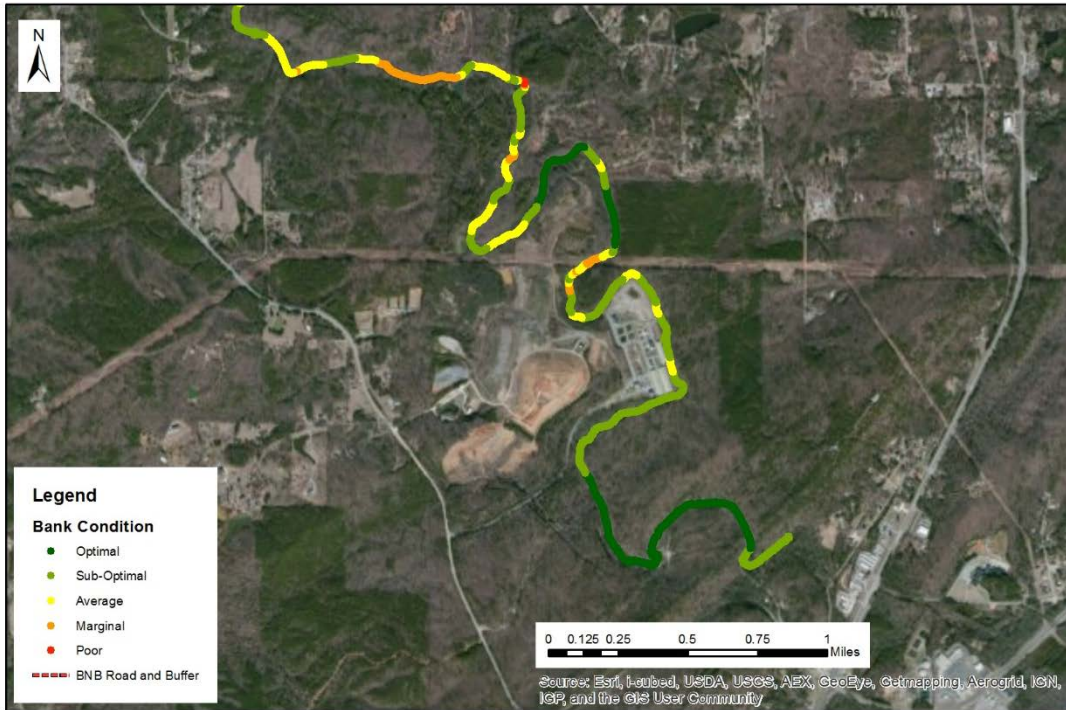 N
Legend
Bank Condition
Optimal
Sub-Optimal
Average
Marginal
Poor
BNB Road and Buffer
0 0.125 0.25 0.5 0.75 1
Miles
Source: Esri, i-cubed, USDA, USGS, AEX, GeoEye, Getmapping, Aerogrid, IGN,
IGP, and the GIS User Community